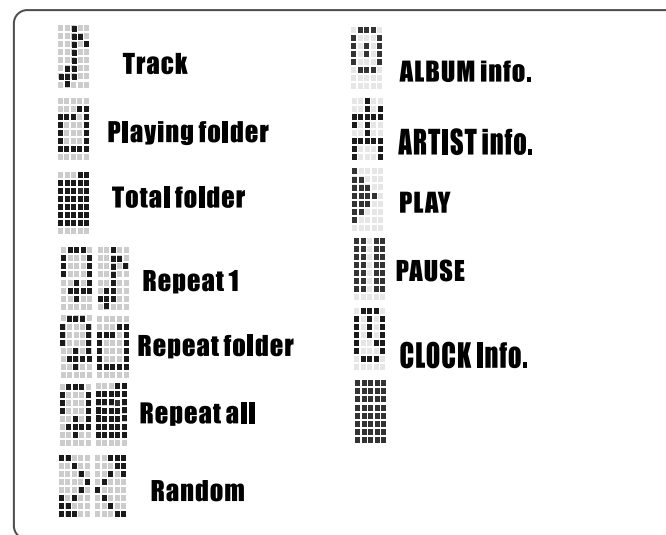 Track
Playing folder
Total folder
Repeat 1
Repeat folder
Repeat all
Random
ALBUM info.
ARTIST info.
PLAY
PAUSE
CLOCK Info.